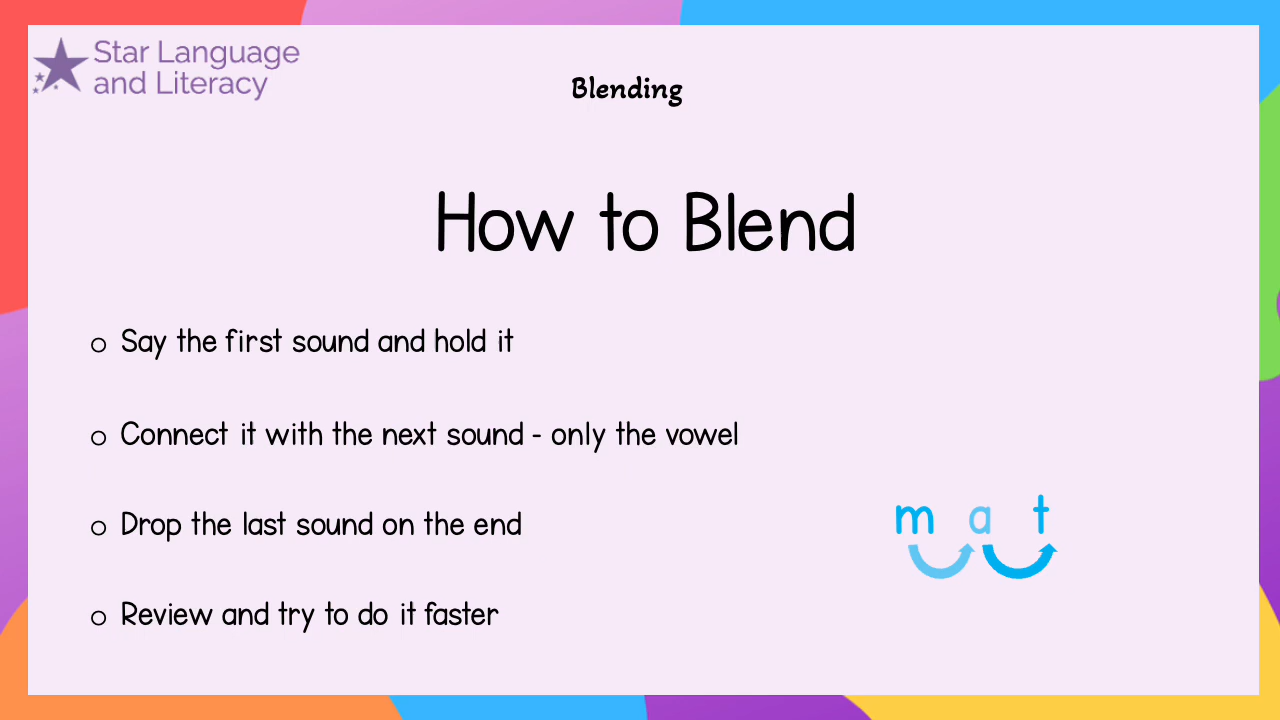 Star Language
and Literacy
Blending
How to Blend
o Say the first sound and hold it
o Connect it with the next sound - only the vowel
o Drop the last sound on the end
o Review and try to do it faster
m a t